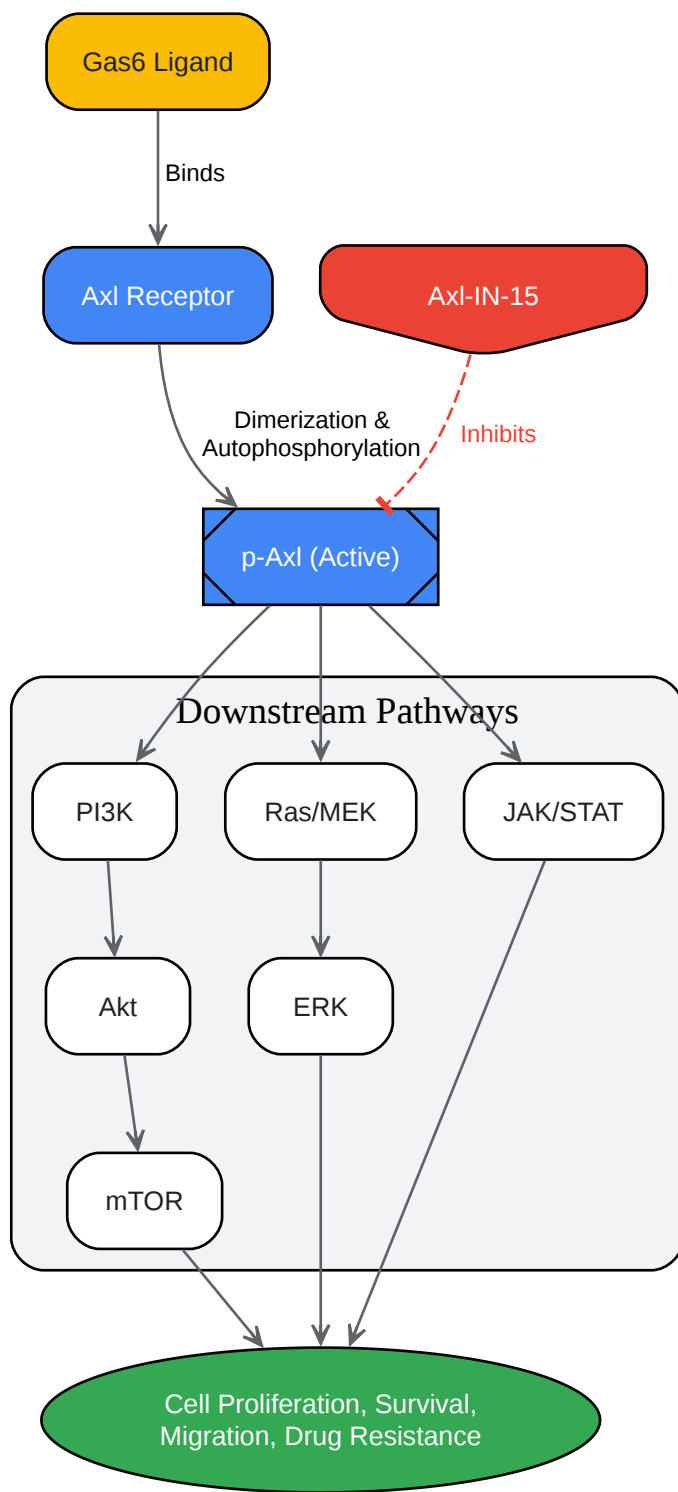 Gas6 Ligand
Binds
Axl Receptor
Axl-IN-15
Dimerization &
Autophosphorylation
Inhibits
p-Axl (Active)
Downstream Pathways
PI3K
Ras/MEK
JAK/STAT
Akt
ERK
mTOR
Cell Proliferation, Survival,
Migration, Drug Resistance